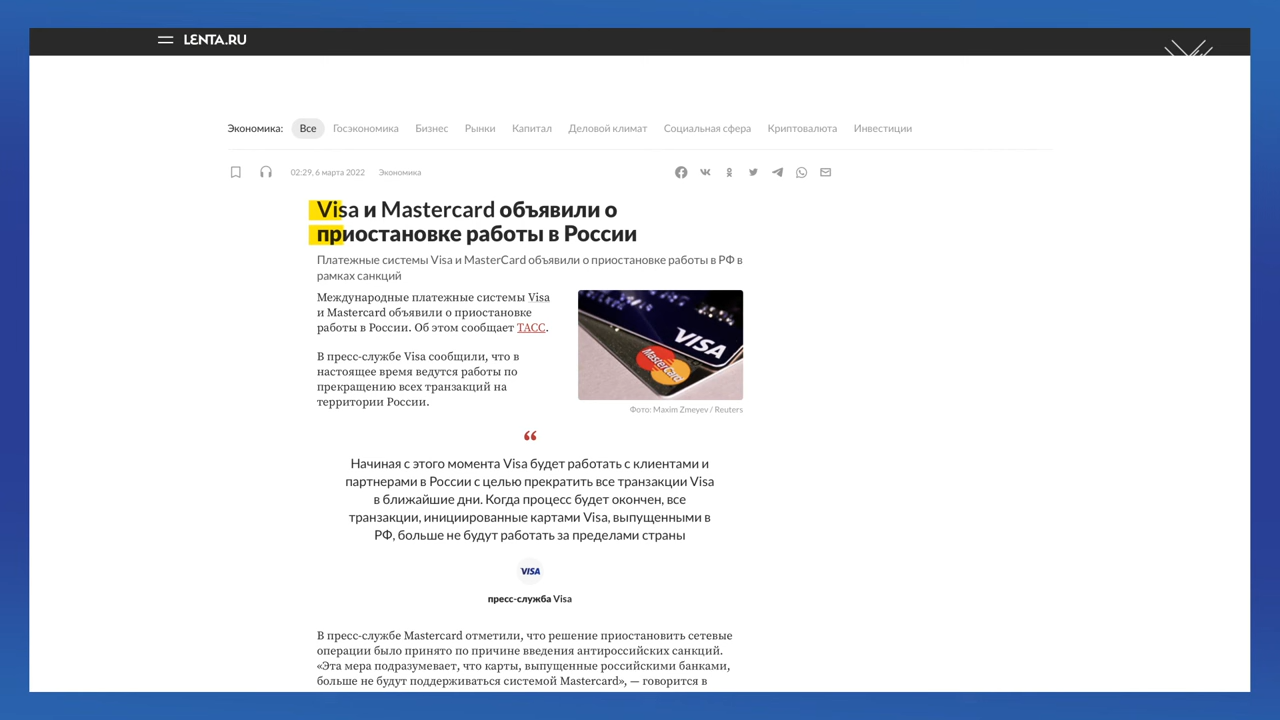 LENTA.RU
Экономика: Все Госэкономика Бизнес Рынки Капитал Деловой климат Социальная сфера Криптовалюта Инвестиции
02:29, 6 марта 2022 Экономика
Visa и Mastercard объявили о
приостановке работы в России
Платежные системы Visa и MasterCard объявили о приостановке работы в РФ в
рамках санкций
Международные платежные системы Visa
и Mastercard объявили о приостановке
работы в России. Об этом сообщает ТАСС.
В пресс-службе Visa сообщили, что в
настоящее время ведутся работы по
прекращению всех транзакций на
территории России.
VISA
MasterCard
Фото: Maxim Zmeyev / Reuters
“
Начиная с этого момента Visa будет работать с клиентами и
партнерами в России с целью прекратить все транзакции Visa
в ближайшие дни. Когда процесс будет окончен, все
транзакции, инициированные картами Visa, выпущенными в
РФ, больше не будут работать за пределами страны
VISA
пресс-служба Visa
В пресс-службе Mastercard отметили, что решение приостановить сетевые
операции было принято по причине введения антироссийских санкций.
«Эта мера подразумевает, что карты, выпущенные российскими банками,
больше не будут поддерживаться системой Mastercard», — говорится в